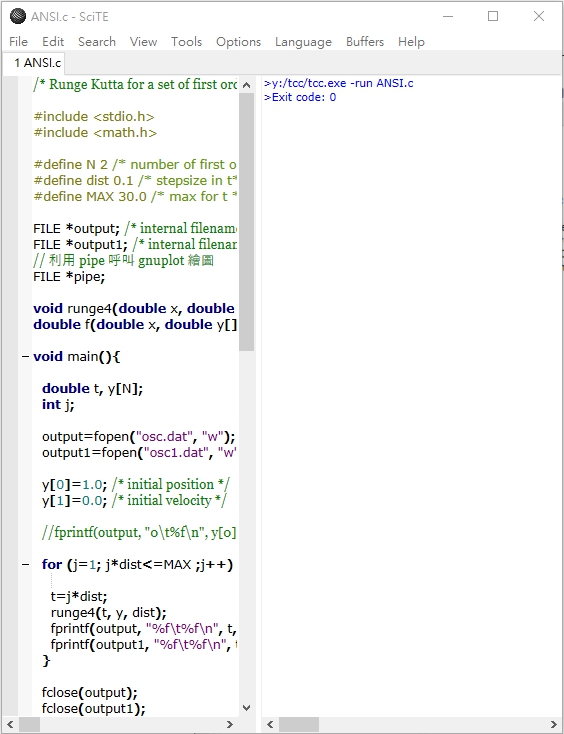 ANSI.c - SciTE
File Edit Search View Tools Options Language Buffers Help
1 ANSI.c
/* Runge Kutta for a set of first ord
#include <stdio.h>
#include <math.h>
#define N 2 /* number of first o
#define dist 0.1 /* stepsize in t*
#define MAX 30.0 /* max for t *
FILE *output; /* internal filenam
FILE *output1; /* internal filenar
// 利用 pipe 呼叫 gnuplot 繪圖
FILE *pipe;
void runge4(double x, double
double f(double x, double y[]
void main(){
double t, y[N];
int j;
output=fopen("osc.dat", "w");
output1=fopen("osc1.dat", "w"
y[0]=1.0; /* initial position */
y[1]=0.0; /* initial velocity */
//fprintf(output, "0\t%f\n", y[0]
for (j=1; j*dist<=MAX ;j++)
t=j*dist;
runge4(t, y, dist);
fprintf(output, "%f\t%f\n", t,
fprintf(output1, "%f\t%f\n", t
}
fclose(output);
fclose(output1);
>y:/tcc/tcc.exe -run ANSI.c
>Exit code: 0